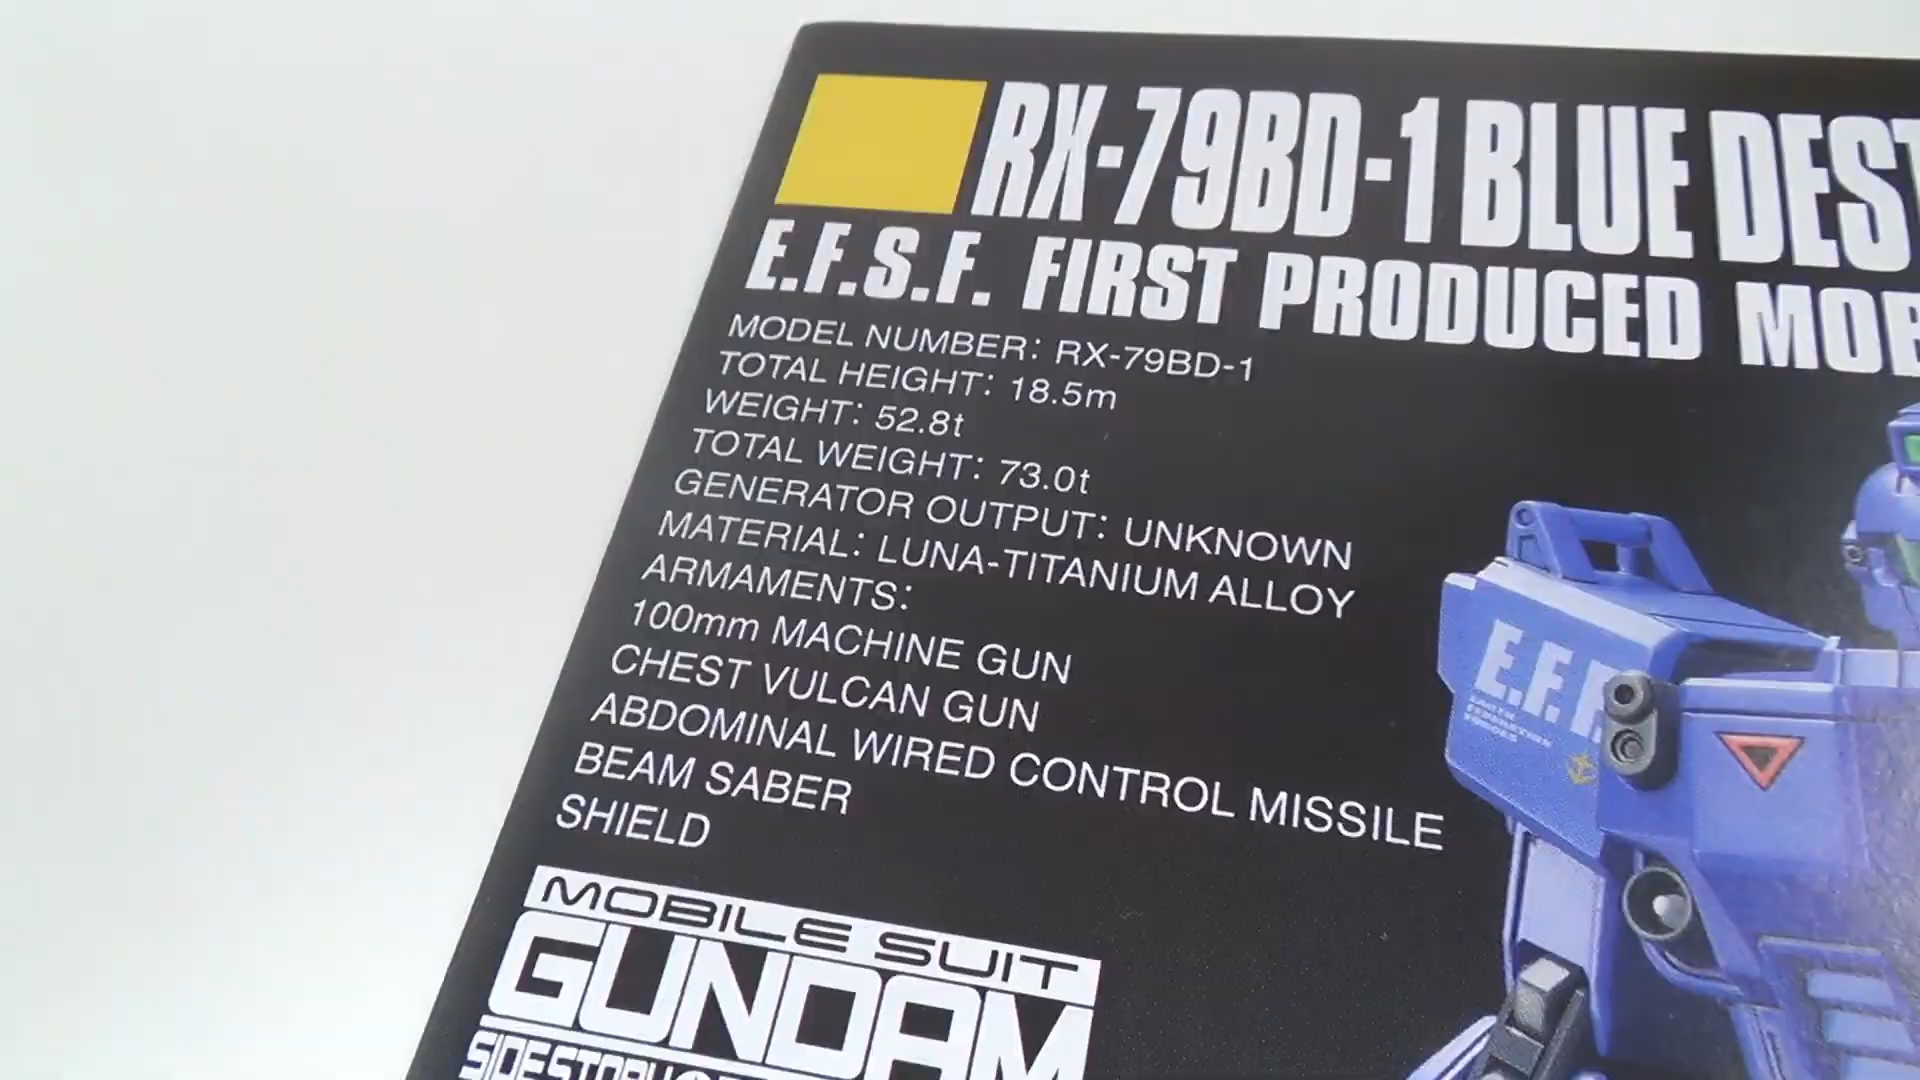 RX-79BD-1 BLUE
E.F.S.F. FIRST PRODUCED
MODEL NUMBER: RX-79BD-1
TOTAL HEIGHT: 18.5m
WEIGHT: 52.8t
TOTAL WEIGHT: 73.0t
GENERATOR OUTPUT: UNKNOWN
MATERIAL: LUNA-TITANIUM ALLOY
ARMAMENTS:
100mm MACHINE GUN
CHEST VULCAN GUN
ABDOMINAL WIRED CONTROL MISSILE
BEAM SABER
SHIELD
MOBILE SUIT
GUNDAM